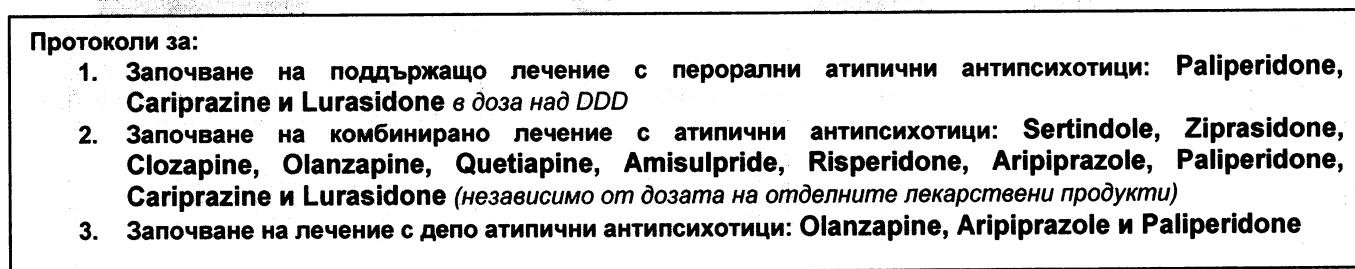 Протоколи за:
1. Започване на поддържащо лечение с перорални атипични антипсихотици: Paliperidone,
Cariprazine и Lurasidone в доза над DDD
2. Започване на комбинирано лечение с атипични антипсихотици: Sertindole, Ziprasidone,
Clozapine, Olanzapine, Quetiapine, Amisulpride, Risperidone, Aripiprazole, Paliperidone,
Cariprazine и Lurasidone (независимо от дозата на отделните лекарствени продукти)
3. Започване на лечение с депо атипични антипсихотици: Olanzapine, Aripiprazole и Paliperidone